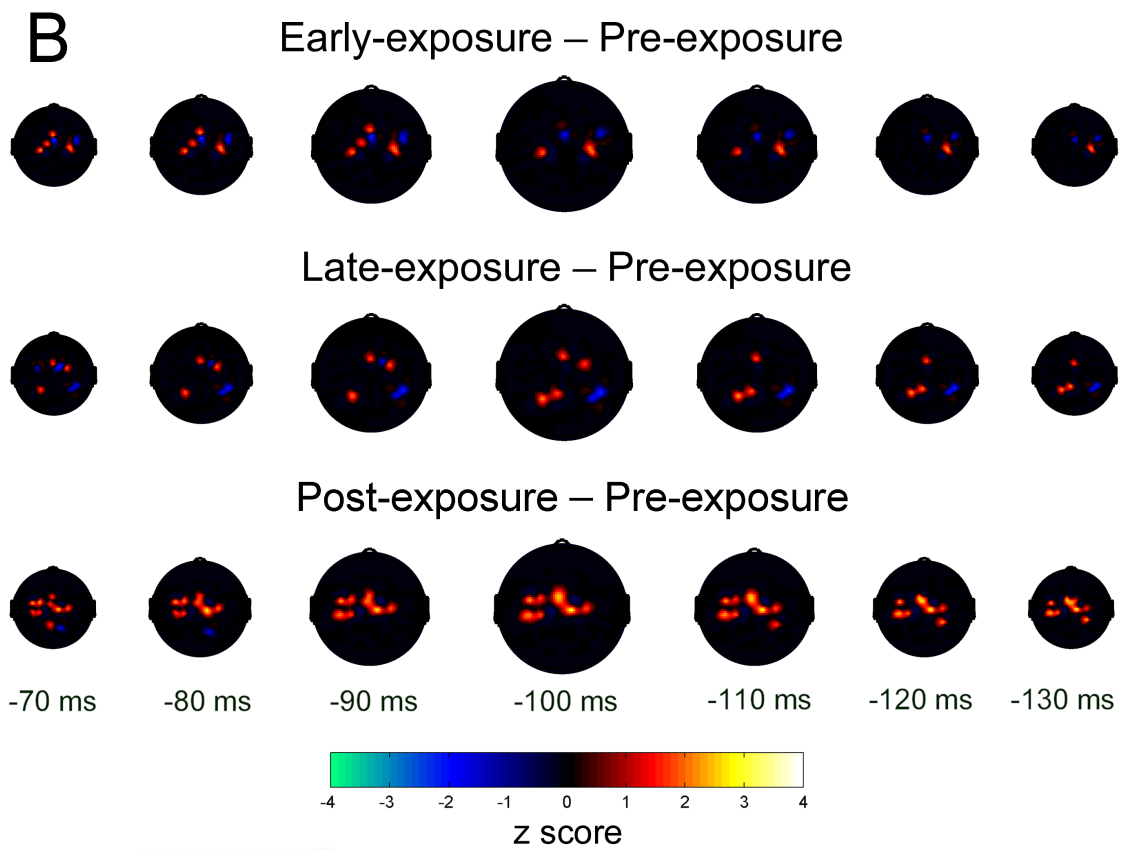 B
Early-exposure – Pre-exposure
Late-exposure – Pre-exposure
Post-exposure – Pre-exposure
-70 ms -80 ms -90 ms -100 ms -110 ms -120 ms -130 ms
-4 -3 -2 -1 0 1 2 3 4
z score